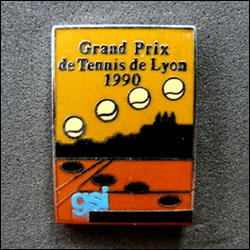 Grand Prix
de Tennis de Lyon
1990
gsi